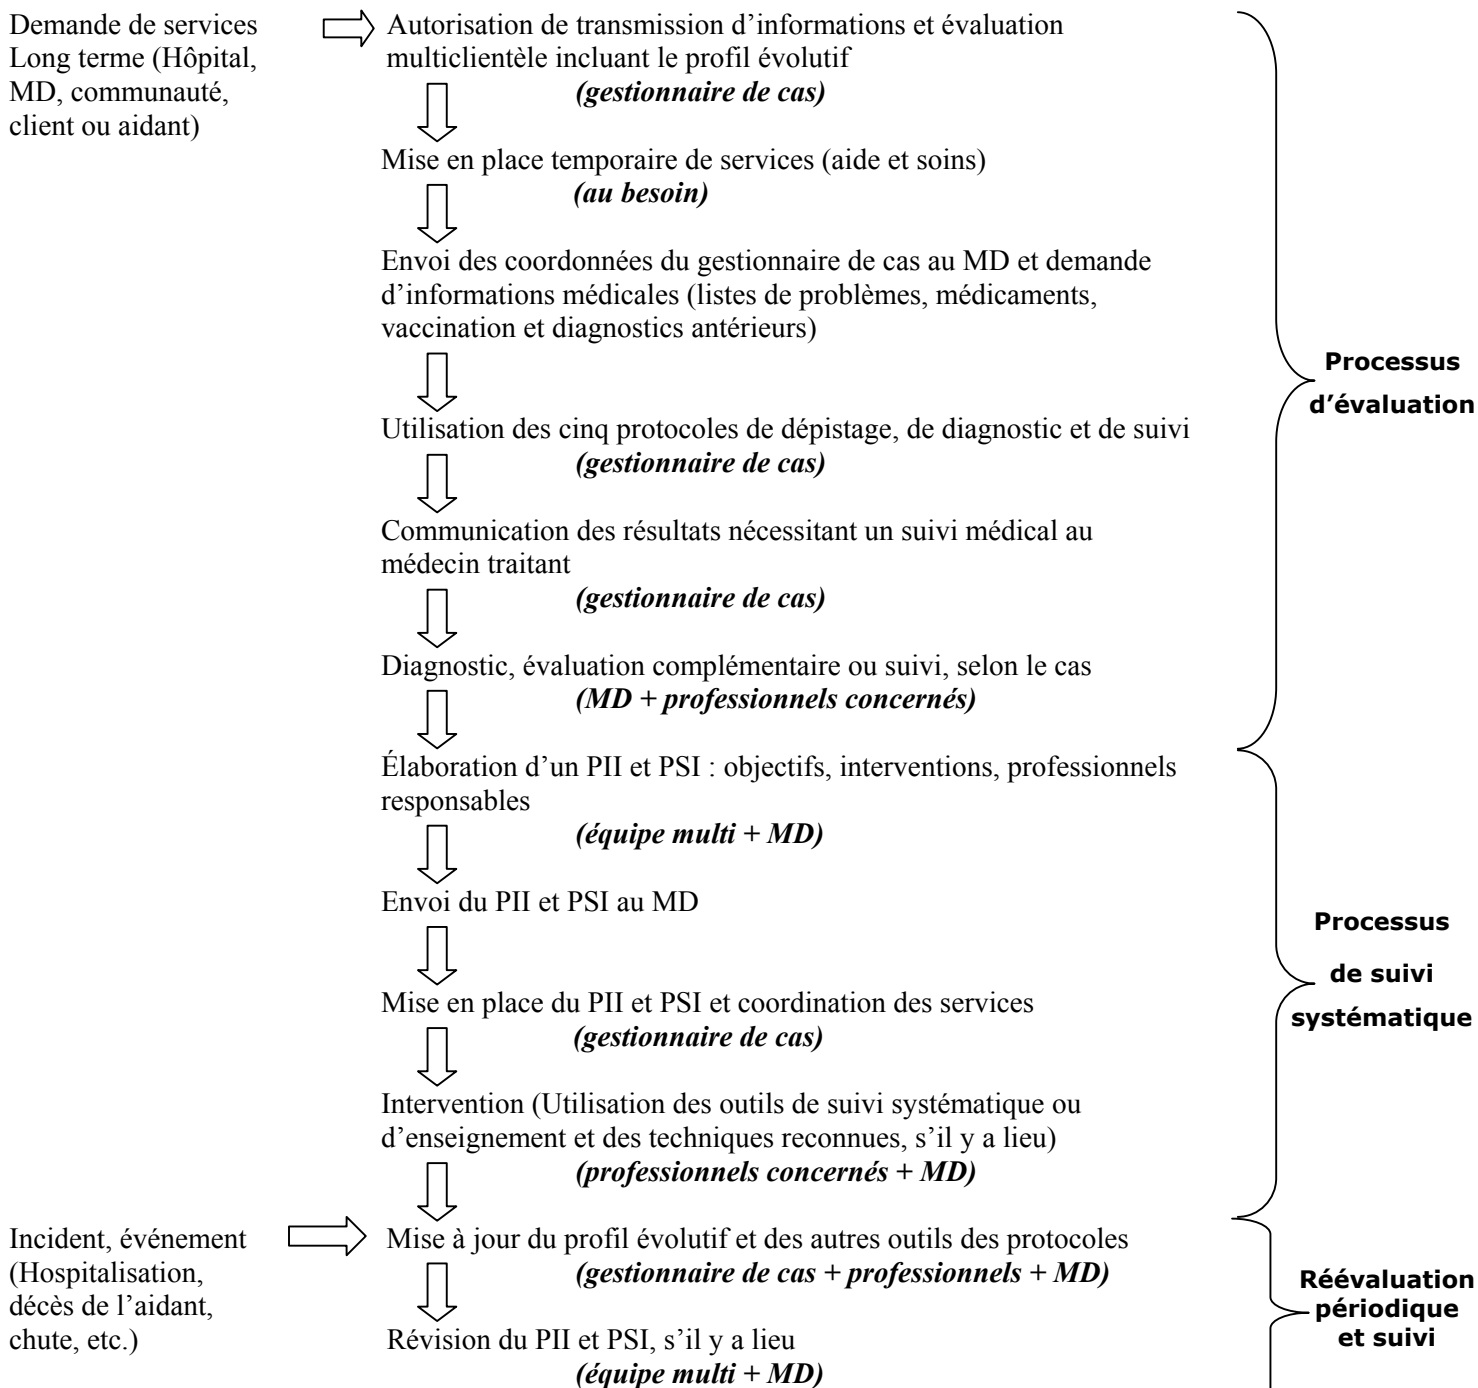 Demande de services
Long terme (Hôpital,
MD, communauté,
client ou aidant)
Autorisation de transmission d’informations et évaluation
multiclientèle incluant le profil évolutif
(gestionnaire de cas)
Mise en place temporaire de services (aide et soins)
(au besoin)
Envoi des coordonnées du gestionnaire de cas au MD et demande
d’informations médicales (listes de problèmes, médicaments,
vaccination et diagnostics antérieurs)
Utilisation des cinq protocoles de dépistage, de diagnostic et de suivi
(gestionnaire de cas)
Communication des résultats nécessitant un suivi médical au
médecin traitant
(gestionnaire de cas)
Diagnostic, évaluation complémentaire ou suivi, selon le cas
(MD + professionnels concernés)
Processus
d’évaluation
Élaboration d’un PII et PSI : objectifs, interventions, professionnels
responsables
(équipe multi + MD)
Envoi du PII et PSI au MD
Mise en place du PII et PSI et coordination des services
(gestionnaire de cas)
Intervention (Utilisation des outils de suivi systématique ou
d’enseignement et des techniques reconnues, s’il y a lieu)
(professionnels concernés + MD)
Processus
de suivi
systématique
Incident, événement
(Hospitalisation,
décès de l’aidant,
chute, etc.)
Mise à jour du profil évolutif et des autres outils des protocoles
(gestionnaire de cas + professionnels + MD)
Révision du PII et PSI, s’il y a lieu
(équipe multi + MD)
Réévaluation
périodique
et suivi